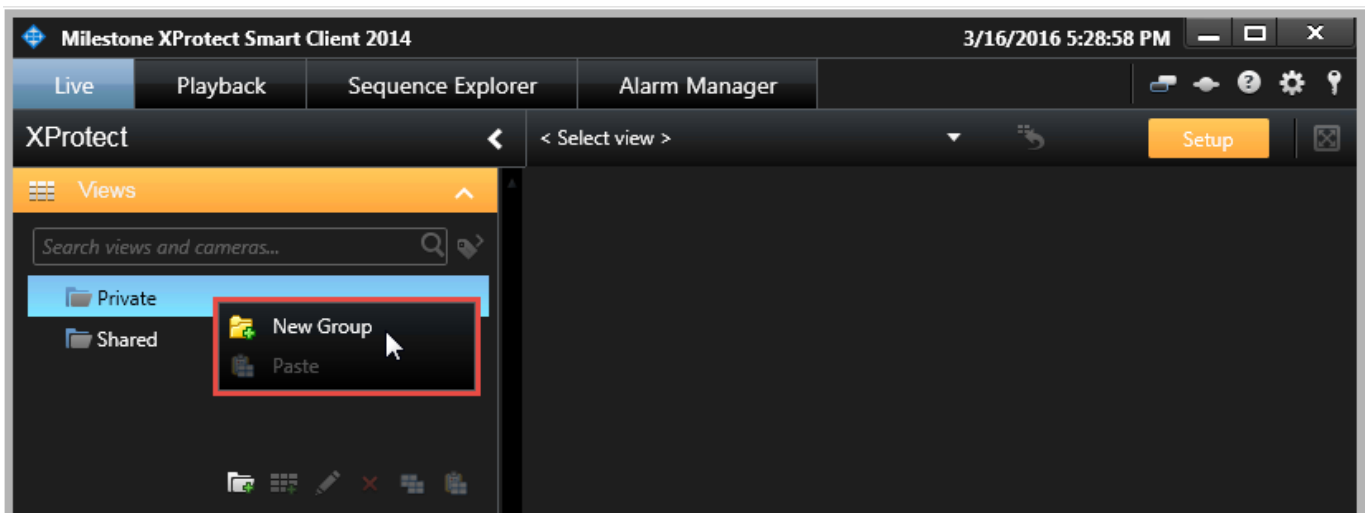 Milestone XProtect Smart Client 2014 3/16/2016 5:28:58 PM
Live Playback Sequence Explorer Alarm Manager
XProtect < Select view > Setup
Views
Search views and cameras...
Private
New Group
Shared
Paste